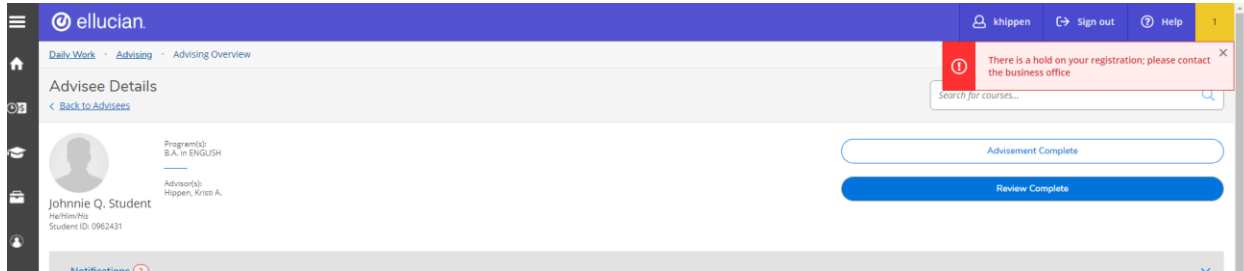 ellucian.
khippen
Sign out
Help
1
Daily Work · Advising · Advising Overview
There is a hold on your registration; please contact
the business office
Advisee Details
< Back to Advisees
Search for courses...
Program(s):
B.A. in ENGLISH
Advisor(s):
Hippen, Kristi A.
Advisement Complete
Review Complete
Johnnie Q. Student
He/Him/His
Student ID: 0962431
Notifications